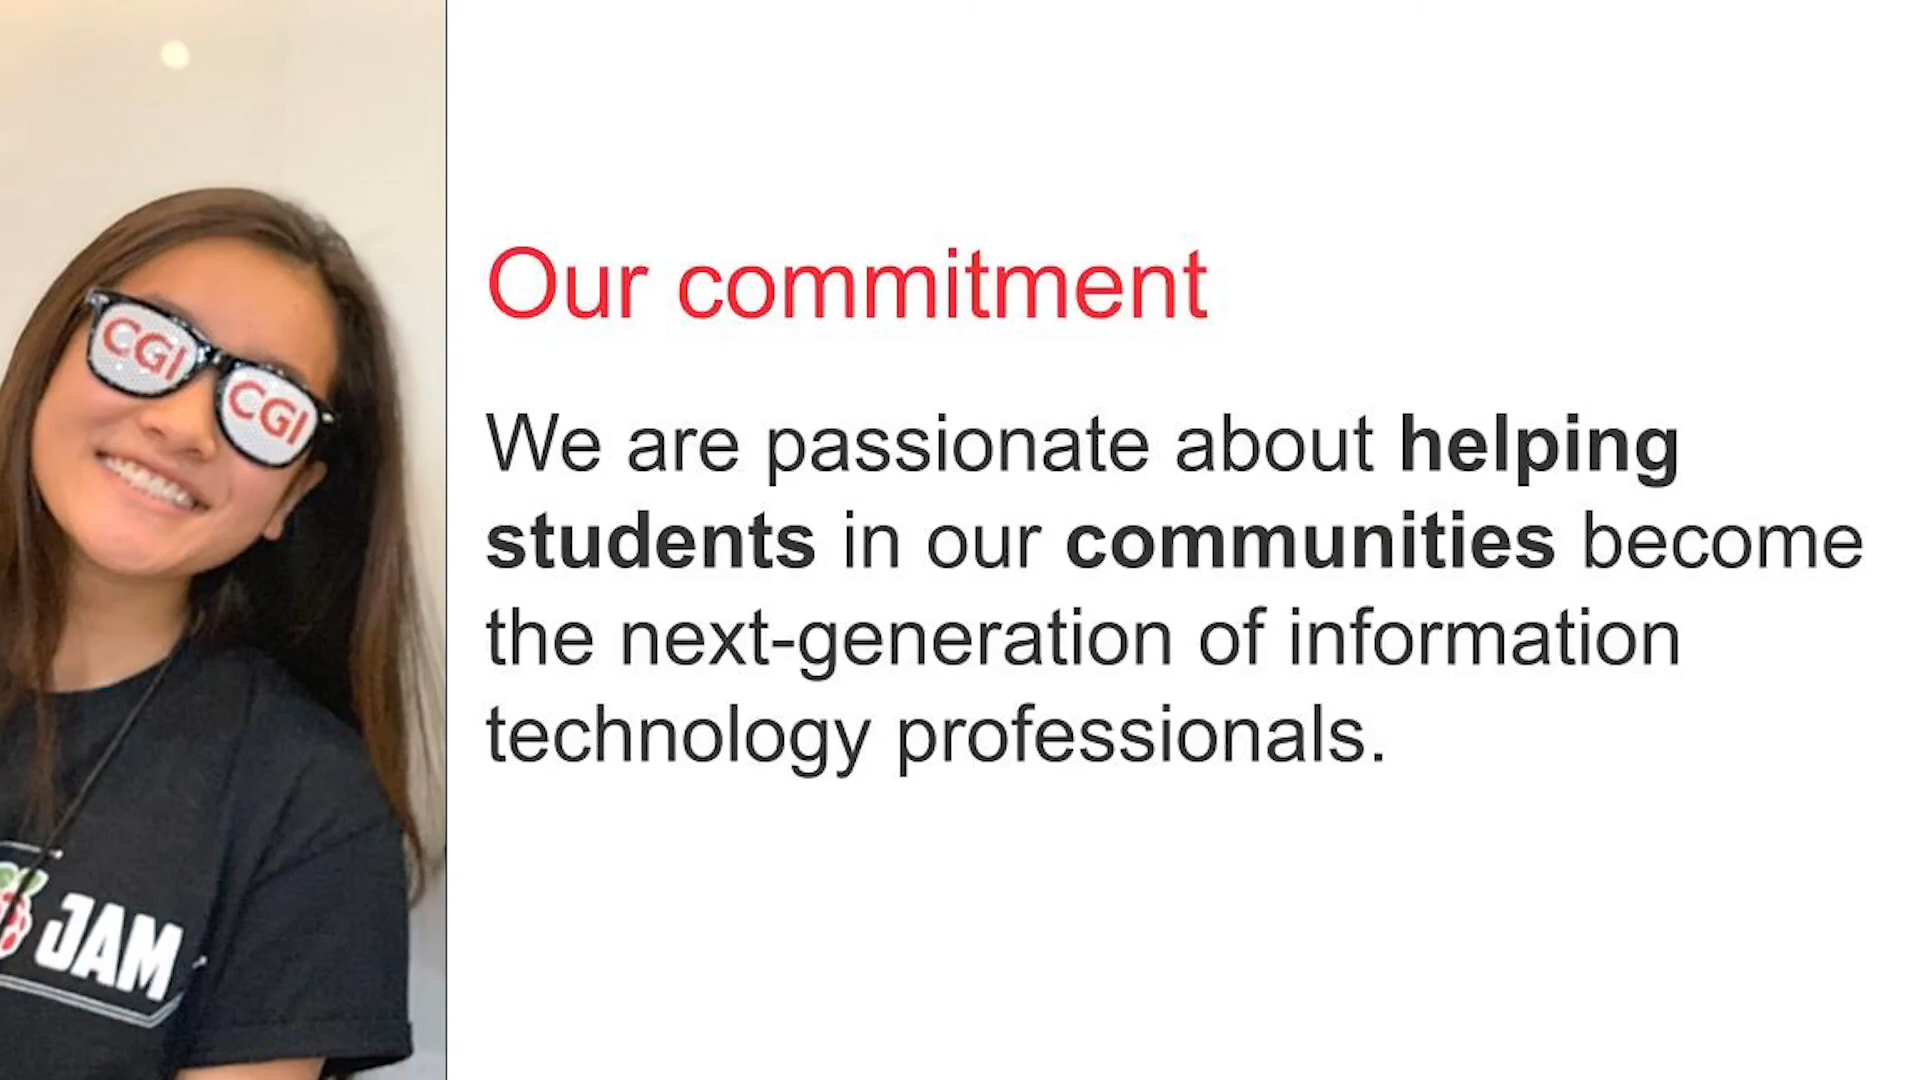 CGI CGI
JAM
Our commitment
We are passionate about helping
students in our communities become
the next-generation of information
technology professionals.